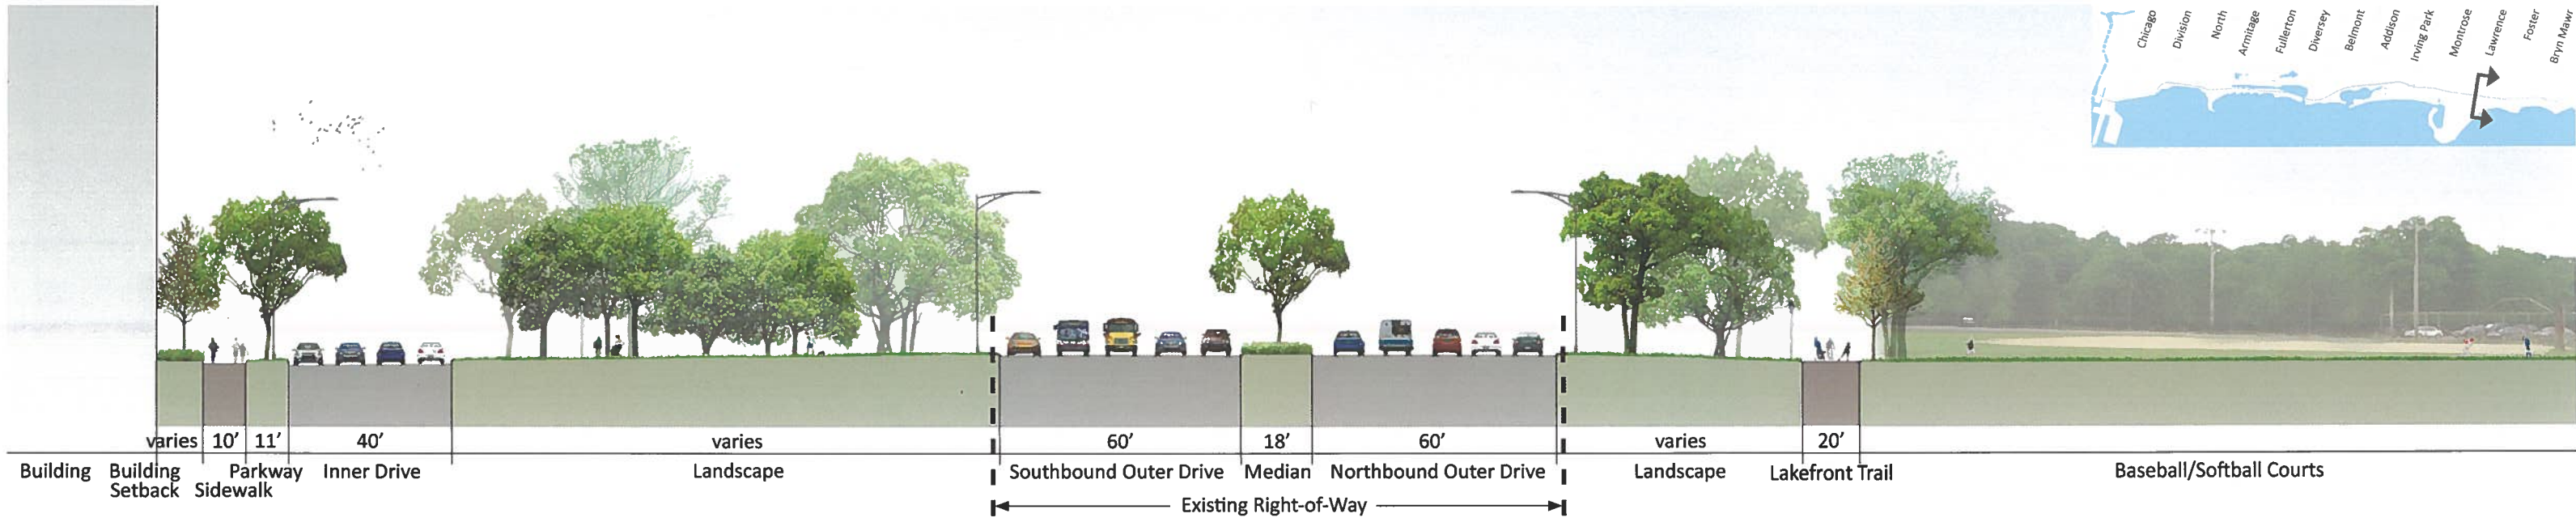 Chicago
Division
North
Armitage
Fullerton
Diversey
Belmont
Addison
Irving Park
Montrose
Lawrence
Foster
Bryn Mawr
varies 10' 11' 40' varies 60' 18' 60' varies 20'
Building
Building Setback
Sidewalk
Parkway
Inner Drive
Landscape
Southbound Outer Drive
Median
Northbound Outer Drive
Landscape
Lakefront Trail
Baseball/Softball Courts
Existing Right-of-Way